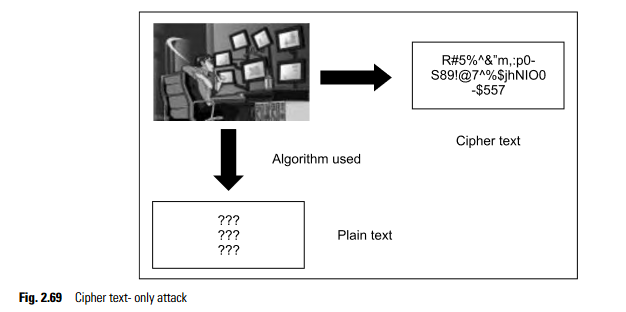 R#5%^&"m,:p0-
S89!@7^%$jhNIO0
-$557
Cipher text
Algorithm used
???
???
???
Plain text
Fig. 2.69 Cipher text- only attack